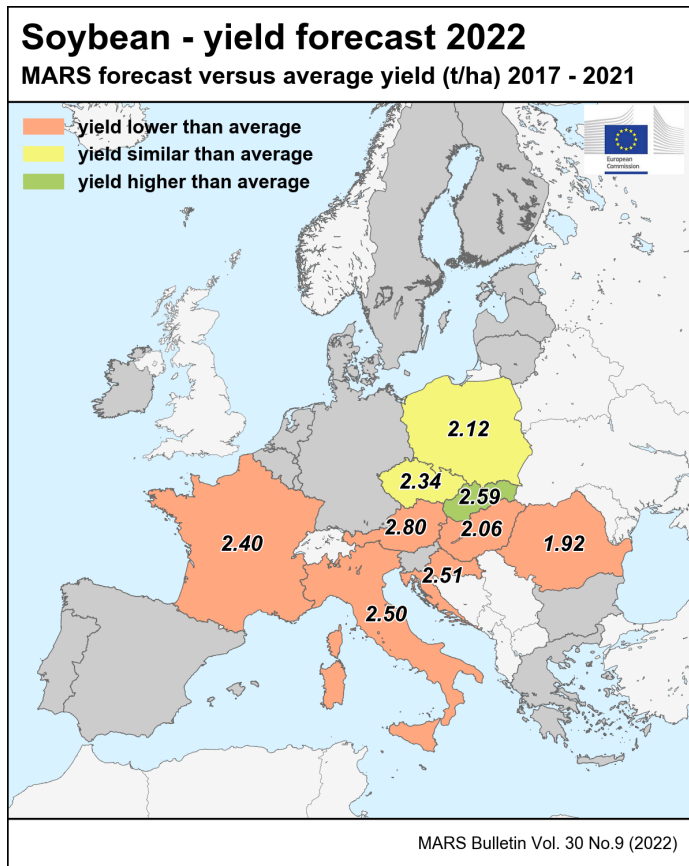 Soybean - yield forecast 2022
MARS forecast versus average yield (t/ha) 2017 - 2021
yield lower than average
yield similar than average
yield higher than average
European
Commission
2.12
2.34
2.59
2.80
2.06
2.40
1.92
2.51
2.50
MARS Bulletin Vol. 30 No.9 (2022)